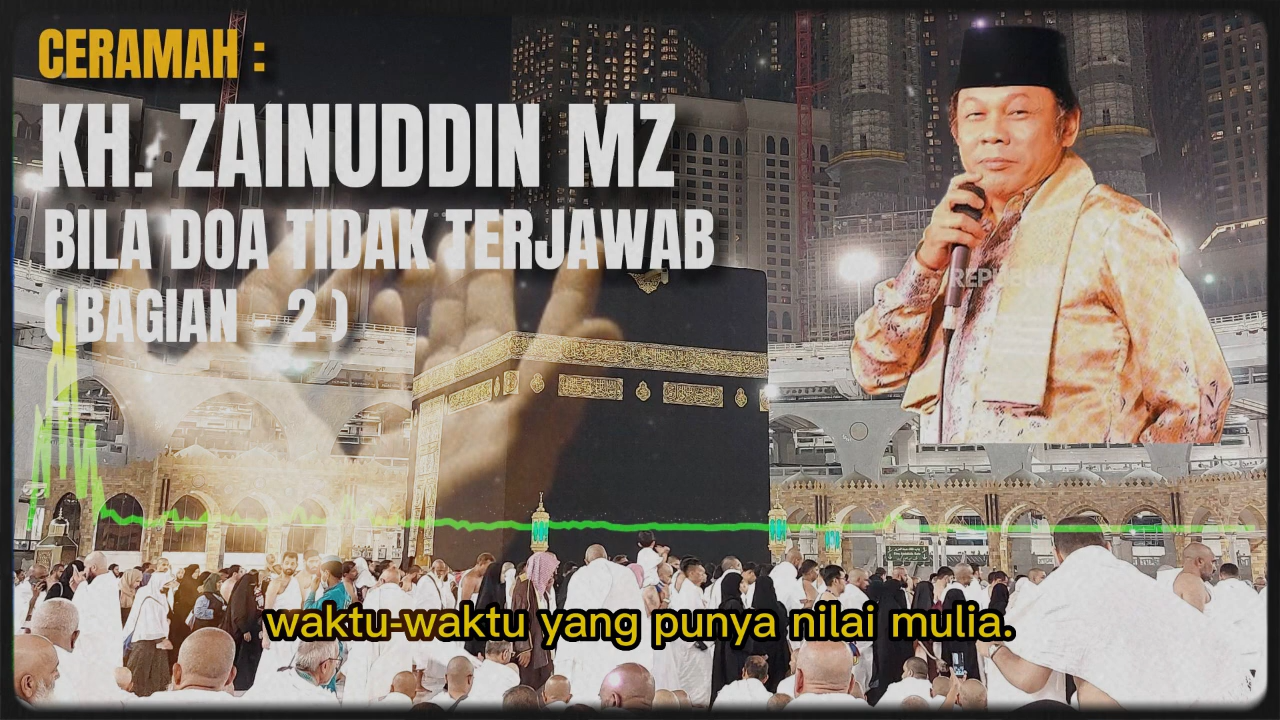 CERAMAH :
KH. ZAINUDDIN MZ
BILA DOA TIDAK TERJAWAB
( BAGIAN - 2 )
waktu-waktu yang punya nilai mulia.